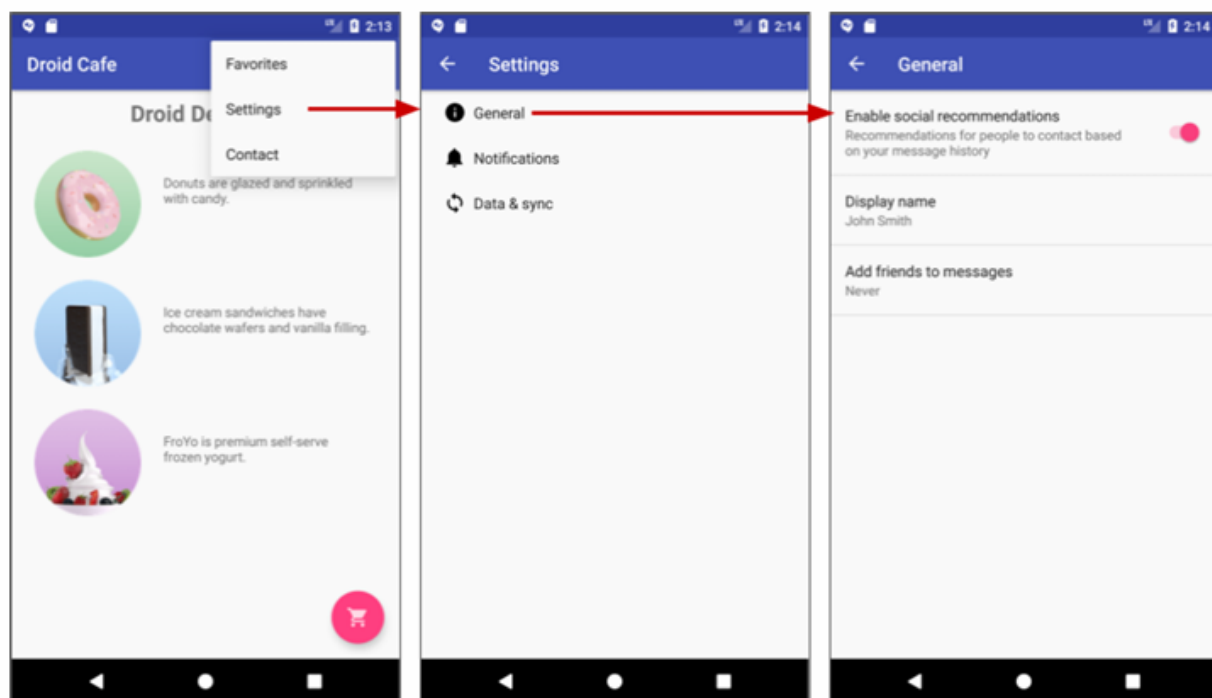 2:13
Droid Cafe
Favorites
Droid De
Settings
Contact
Donuts are glazed and sprinkled
with candy.
Ice cream sandwiches have
chocolate wafers and vanilla filling.
FroYo is premium self-serve
frozen yogurt.
2:14
Settings
General
Notifications
Data & sync
2:14
General
Enable social recommendations
Recommendations for people to contact based
on your message history
Display name
John Smith
Add friends to messages
Never